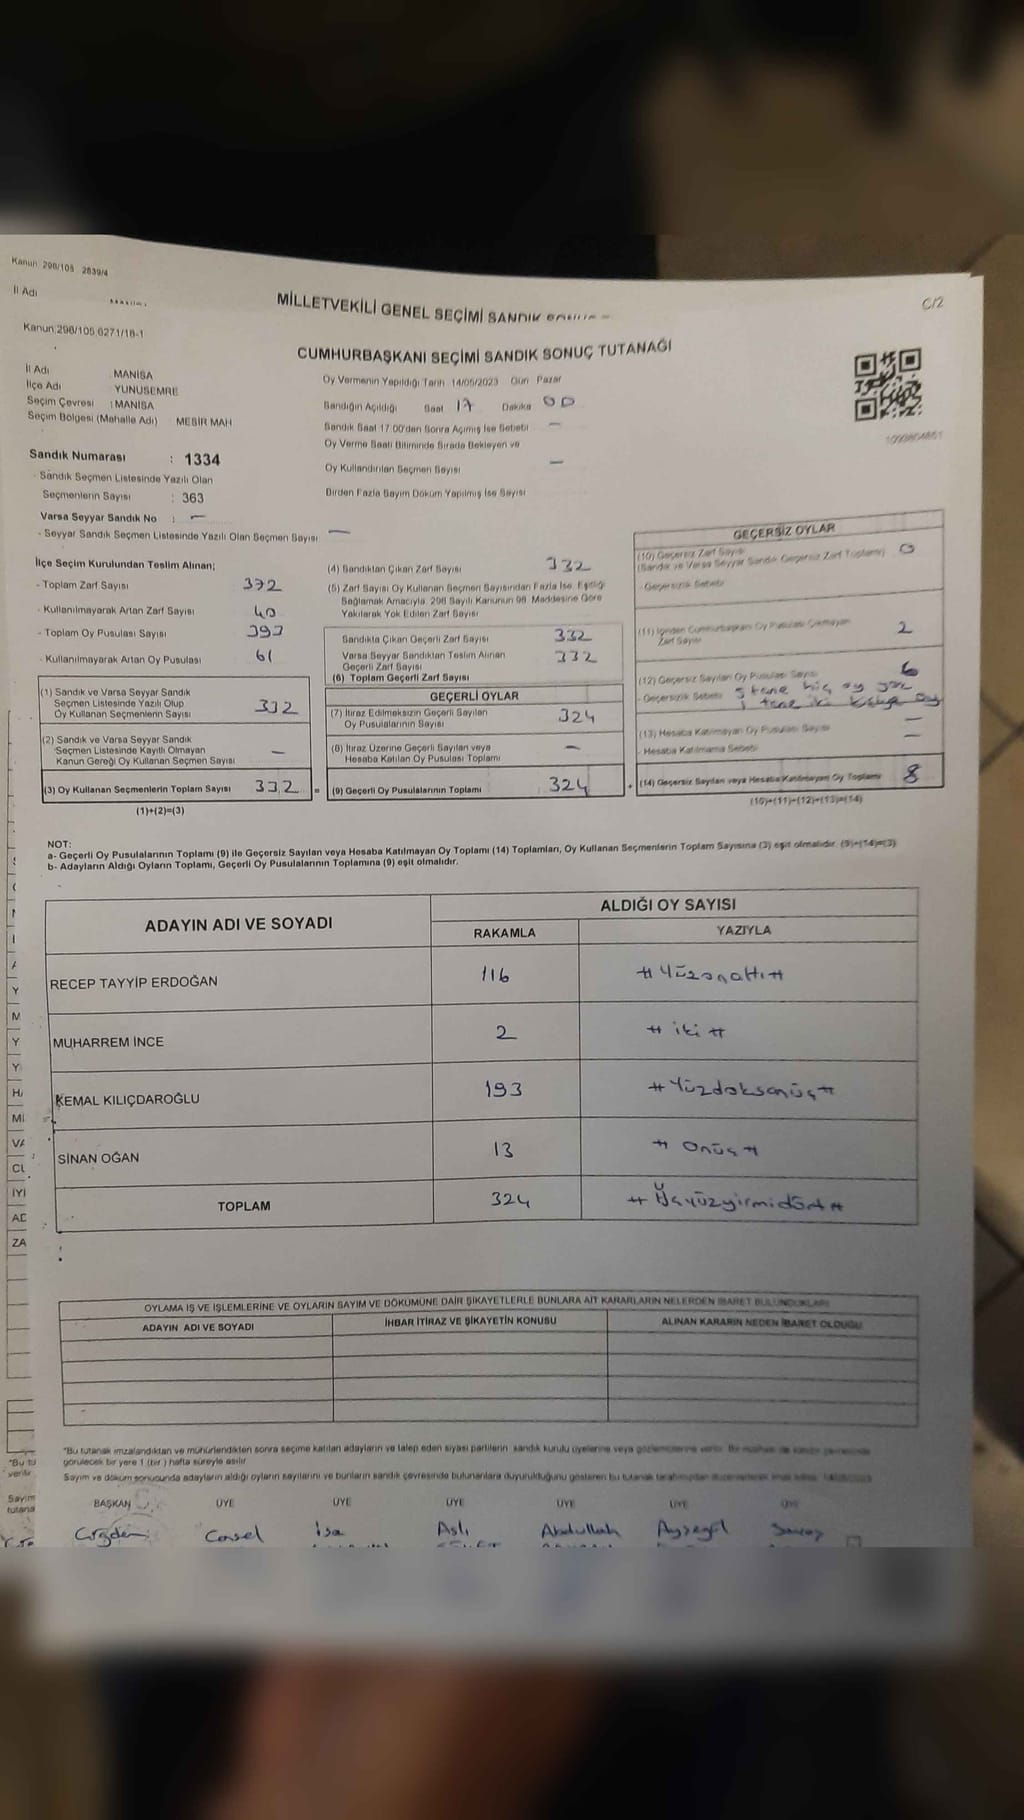 Kanun 298/105 2839/4
İl Adı
MİLLETVEKİLİ GENEL SEÇİMİ SANDIK
C/2
Kanun.298/105,6271/18-1
CUMHURBAŞKANI SEÇİMİ SANDIK SONUÇ TUTANAĞI
İl Adı : MANİSA
İlçe Adı : YUNUSEMRE
Seçim Çevresi : MANİSA
Seçim Bölgesi (Mahalle Adı) : MESİR MAH
Oy Vermenin Yapıldığı Tarih 14/05/2023 Gün Pazar
Sandığın Açıldığı Saat 17 Dakika 00
Sandık Saat 17:00'den Sonra Açmış İse Sebebi —
Oy Verme Saati Bitiminde Sırada Bekleyen ve
Oy Kullandırılan Seçmen Sayısı —
Birden Fazla Sayım Döküm Yapılmış İse Sayısı
Sandık Numarası : 1334
- Sandık Seçmen Listesinde Yazılı Olan
Seçmenlerin Sayısı : 363
Varsa Seyyar Sandık No : —
- Seyyar Sandık Seçmen Listesinde Yazılı Olan Seçmen Sayısı —
İlçe Seçim Kurulundan Teslim Alınan;
- Toplam Zarf Sayısı 372
- Kullanılmayarak Artan Zarf Sayısı 40
- Toplam Oy Pusulası Sayısı 393
- Kullanılmayarak Artan Oy Pusulası 61
(1) Sandık ve Varsa Seyyar Sandık
Seçmen Listesinde Yazılı Olup
Oy Kullanan Seçmenlerin Sayısı 332
(2) Sandık ve Varsa Seyyar Sandık
Seçmen Listesinde Kayıtlı Olmayan
Kanun Gereği Oy Kullanan Seçmen Sayısı —
(3) Oy Kullanan Seçmenlerin Toplam Sayısı 332 =
(1)+(2)=(3)
(4) Sandıktan Çıkan Zarf Sayısı 332
(5) Zarf Sayısı Oy Kullanan Seçmen Sayısından Fazla İse, Eşitliği
Sağlamak Amacıyla, 298 Sayılı Kanunun 98. Maddesine Göre
Yakılarak Yok Edilen Zarf Sayısı
Sandıkta Çıkan Geçerli Zarf Sayısı 332
Varsa Seyyar Sandıktan Teslim Alınan
Geçerli Zarf Sayısı 332
(6) Toplam Geçerli Zarf Sayısı
GEÇERLİ OYLAR
(7) İtiraz Edilmeksizin Geçerli Sayılan
Oy Pusulalarının Sayısı 324
(8) İtiraz Üzerine Geçerli Sayılan veya
Hesaba Katılan Oy Pusulası Toplamı —
(9) Geçerli Oy Pusulalarının Toplamı 324 +
GEÇERSİZ OYLAR
(10) Geçersiz Zarf Sayısı 0
(Sandık ve Varsa Seyyar Sandık Geçersiz Zarf Toplamı)
- Geçersizlik Sebebi
(11) İçinden Cumhurbaşkanı Oy Pusulası Çıkmayan
Zarf Sayısı 2
(12) Geçersiz Sayılan Oy Pusulası Sayısı 6
- Geçersizlik Sebebi 5 tane hiç oy yok
1 tane iki kişiye oy
(13) Hesaba Katılmayan Oy Pusulası Sayısı —
- Hesaba Katılmama Sebebi —
(14) Geçersiz Sayılan veya Hesaba Katılmayan Oy Toplamı 8
(10)+(11)+(12)+(13)=(14)
NOT:
a- Geçerli Oy Pusulalarının Toplamı (9) ile Geçersiz Sayılan veya Hesaba Katılmayan Oy Toplamı (14) Toplamları, Oy Kullanan Seçmenlerin Toplam Sayısına (3) eşit olmalıdır. (9)+(14)=(3)
b- Adayların Aldığı Oyların Toplamı, Geçerli Oy Pusulalarının Toplamına (9) eşit olmalıdır.
ADAYIN ADI VE SOYADI
ALDIĞI OY SAYISI
RAKAMLA YAZIYLA
RECEP TAYYİP ERDOĞAN 116 # Yüzonaltı #
MUHARREM İNCE 2 # iki #
KEMAL KILIÇDAROĞLU 193 # Yüzdoksanüç #
SİNAN OĞAN 13 # onüç #
TOPLAM 324 # Üçyüzyirmidört #
OYLAMA İŞ VE İŞLEMLERİNE VE OYLARIN SAYIM VE DÖKÜMÜNE DAİR ŞİKAYETLERLE BUNLARA AİT KARARLARIN NELERDEN İBARET BULUNDUKLARI
ADAYIN ADI VE SOYADI İHBAR İTİRAZ VE ŞİKAYETİN KONUSU ALINAN KARARIN NEDEN İBARET OLDUĞU
"Bu tutanak imzalandıktan ve mühürlendikten sonra seçime katılan adayların ve talep eden siyasi partilerin sandık kurulu üyelerine veya gözlemcilerine verilir.
görülecek bir yere 1 (bir) hafta süreyle asılır
Sayım ve döküm sonucunda adayların aldığı oyların sayılarını ve bunların sandık çevresinde bulunanlara duyurulduğunu gösteren bu tutanak
BAŞKAN ÜYE ÜYE ÜYE ÜYE ÜYE ÜYE
Çiğdem Cansel İsa Aslı Abdullah Ayşegül